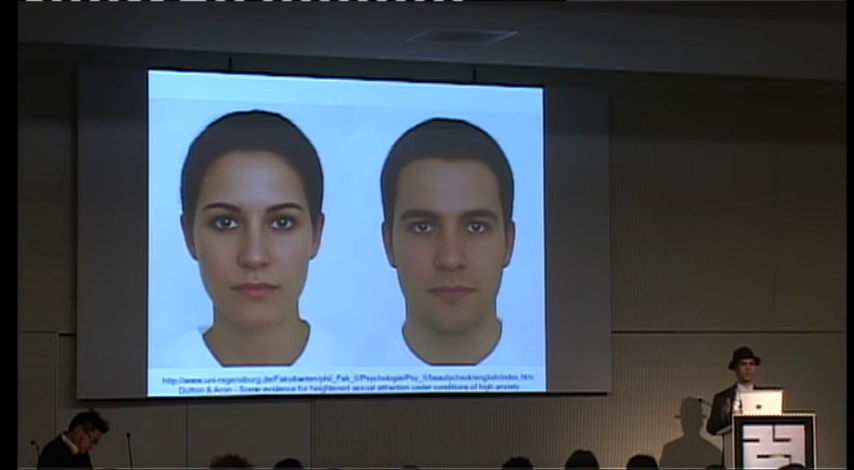 http://www.uni-regensburg.de/Fakultaeten/phil_Fak_II/Psychologie/Psy_II/beautycheck/english/index.htm
Dutton & Aron - Some evidence for heightened sexual attraction under conditions of high anxiety